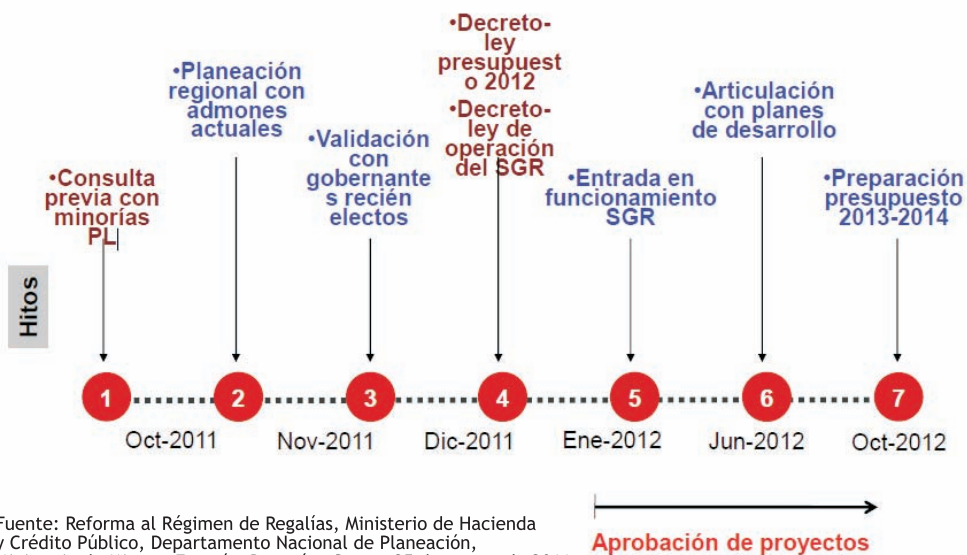 •Consulta
previa con
minorías
PL
•Planeación
regional con
admones
actuales
•Validación
con
gobernante
s recién
electos
•Decreto-
ley
presupuest
o 2012
•Decreto-
ley de
operación
del SGR
•Entrada en
funcionamiento
SGR
•Articulación
con planes
de desarrollo
•Preparación
presupuesto
2013-2014
Hitos
1 2 3 4 5 6 7
Oct-2011 Nov-2011 Dic-2011 Ene-2012 Jun-2012 Oct-2012
Fuente: Reforma al Régimen de Regalías, Ministerio de Hacienda
y Crédito Público, Departamento Nacional de Planeación,
Aprobación de proyectos